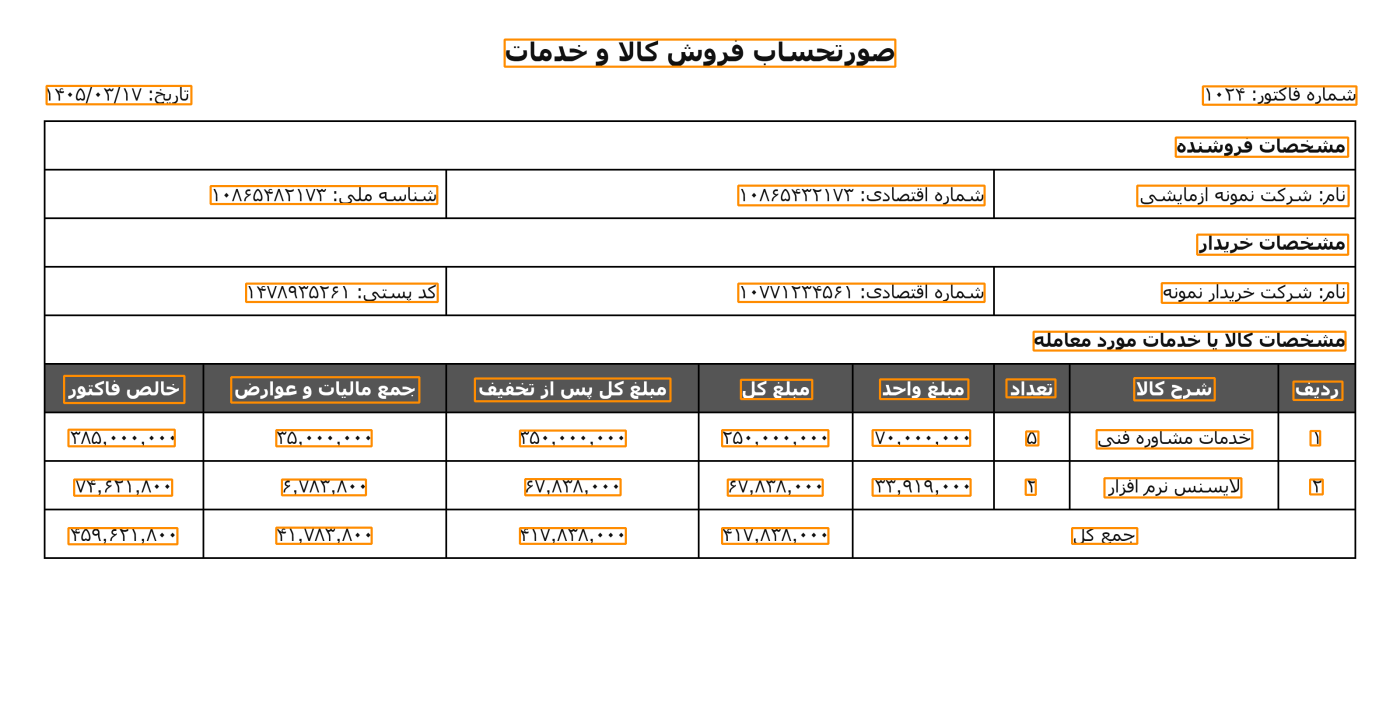 صورتحساب فروش کالا و خدمات
شماره فاکتور: ۱۰۲۴ تاریخ: ۱۴۰۵/۰۳/۱۷
مشخصات فروشنده
نام: شرکت نمونه ازمایشی شماره اقتصادی: ۱۰۸۶۵۴۳۲۱۷۳ شناسه ملی: ۱۰۸۶۵۴۸۲۱۷۳
مشخصات خریدار
نام: شرکت خریدار نمونه شماره اقتصادی: ۱۰۷۷۱۲۳۴۵۶۱ کد پستی: ۱۴۷۸۹۳۵۲۶۱
مشخصات کالا یا خدمات مورد معامله
ردیف شرح کالا تعداد مبلغ واحد مبلغ کل مبلغ کل پس از تخفیف جمع مالیات و عوارض خالص فاکتور
۱ خدمات مشاوره فنی ۵ ۷۰,۰۰۰,۰۰۰ ۲۵۰,۰۰۰,۰۰۰ ۳۵۰,۰۰۰,۰۰۰ ۳۵,۰۰۰,۰۰۰ ۳۸۵,۰۰۰,۰۰۰
۲ لایسنس نرم افزار ۲ ۳۳,۹۱۹,۰۰۰ ۶۷,۸۳۸,۰۰۰ ۶۷,۸۳۸,۰۰۰ ۶,۷۸۳,۸۰۰ ۷۴,۶۲۱,۸۰۰
جمع کل ۴۱۷,۸۳۸,۰۰۰ ۴۱۷,۸۳۸,۰۰۰ ۴۱,۷۸۳,۸۰۰ ۴۵۹,۶۲۱,۸۰۰